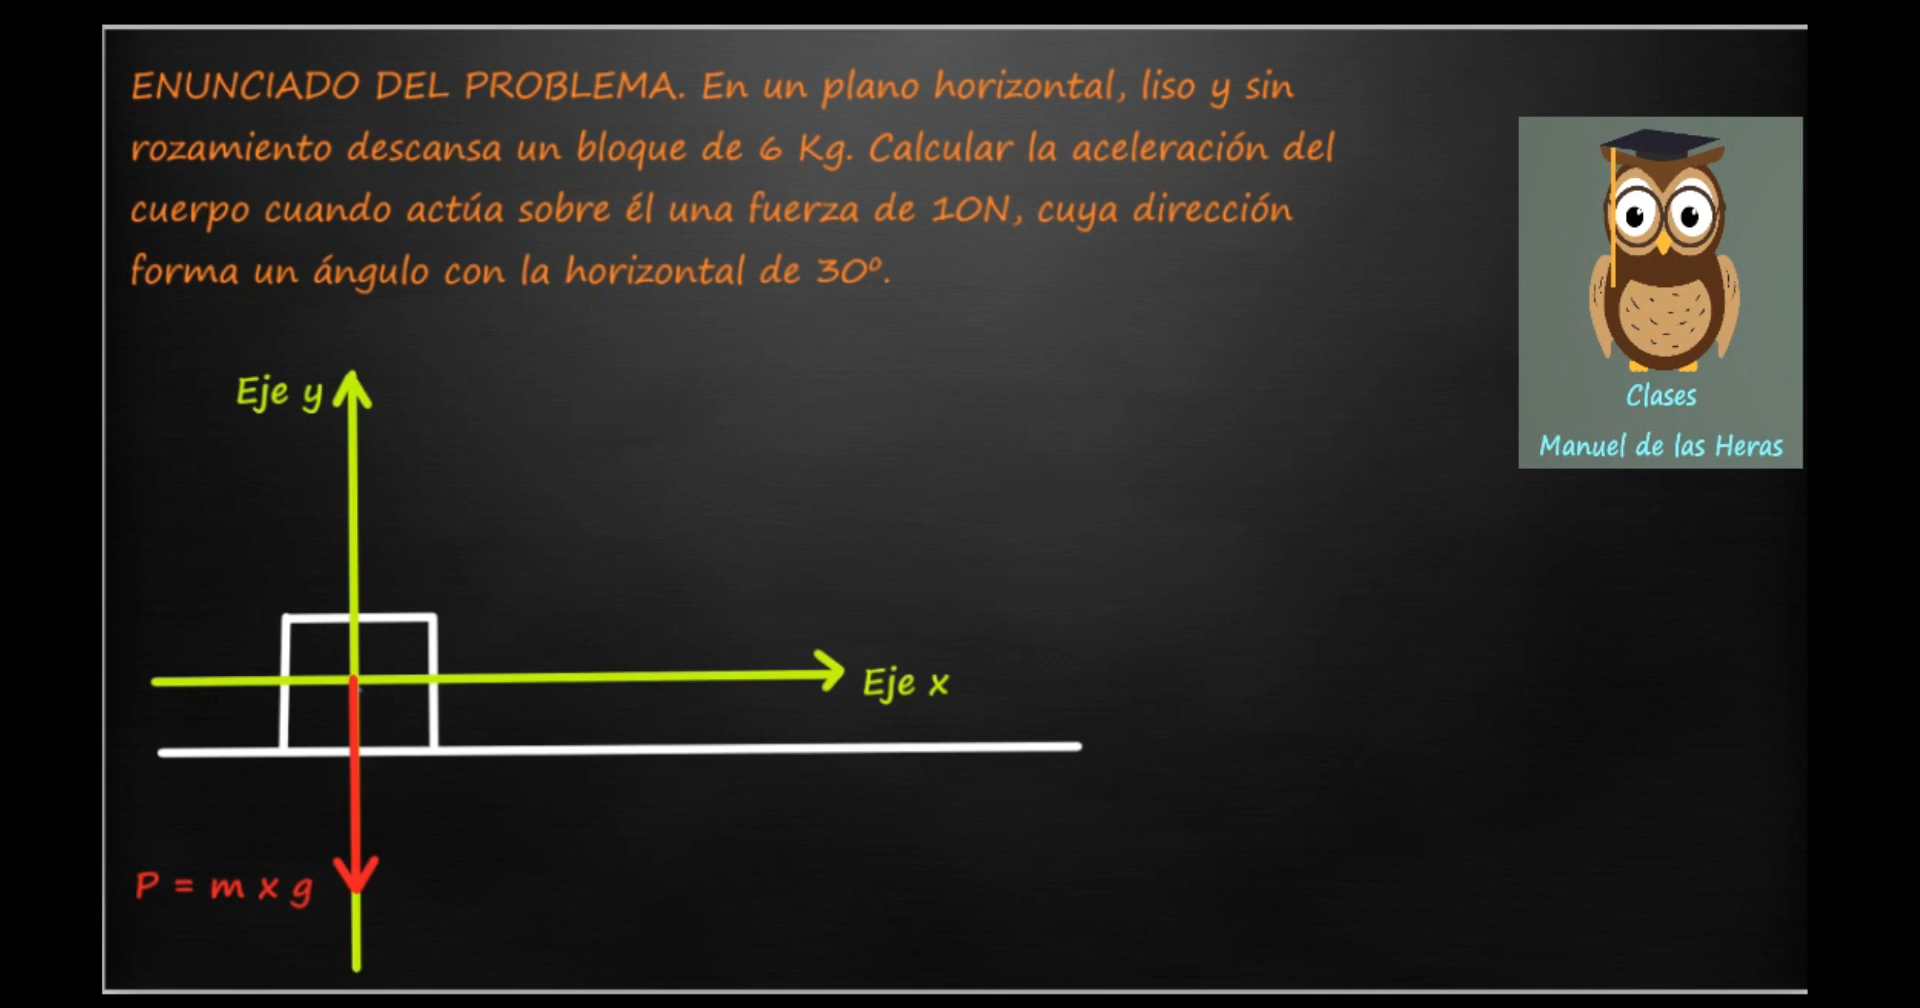 ENUNCIADO DEL PROBLEMA. En un plano horizontal, liso y sin
rozamiento descansa un bloque de 6 Kg. Calcular la aceleración del
cuerpo cuando actúa sobre él una fuerza de 10N, cuya dirección
forma un ángulo con la horizontal de 30º.
Clases
Manuel de las Heras
Eje y
Eje x
P = m x g